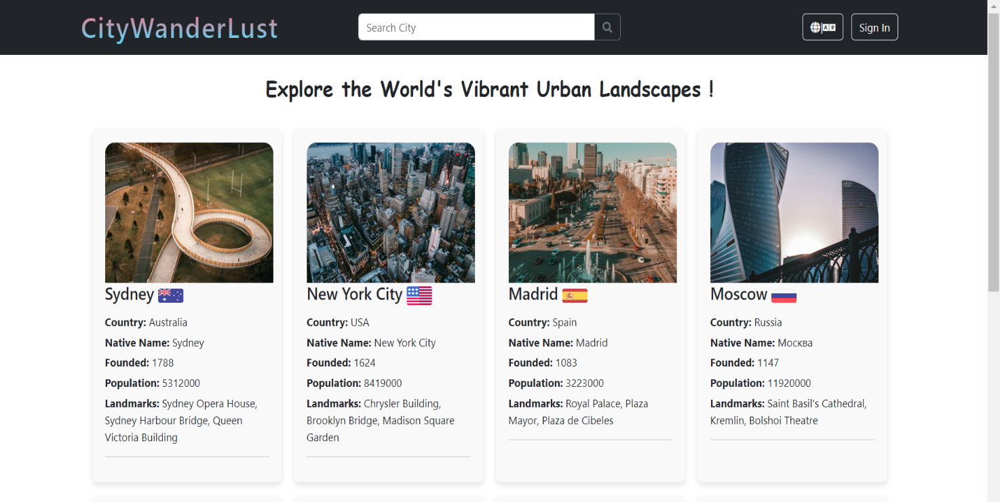 CityWanderLust
Search City
Sign In
Explore the World's Vibrant Urban Landscapes !
Sydney
Country: Australia
Native Name: Sydney
Founded: 1788
Population: 5312000
Landmarks: Sydney Opera House,
Sydney Harbour Bridge, Queen
Victoria Building
New York City
Country: USA
Native Name: New York City
Founded: 1624
Population: 8419000
Landmarks: Chrysler Building,
Brooklyn Bridge, Madison Square
Garden
Madrid
Country: Spain
Native Name: Madrid
Founded: 1083
Population: 3223000
Landmarks: Royal Palace, Plaza
Mayor, Plaza de Cibeles
Moscow
Country: Russia
Native Name: Москва
Founded: 1147
Population: 11920000
Landmarks: Saint Basil's Cathedral,
Kremlin, Bolshoi Theatre